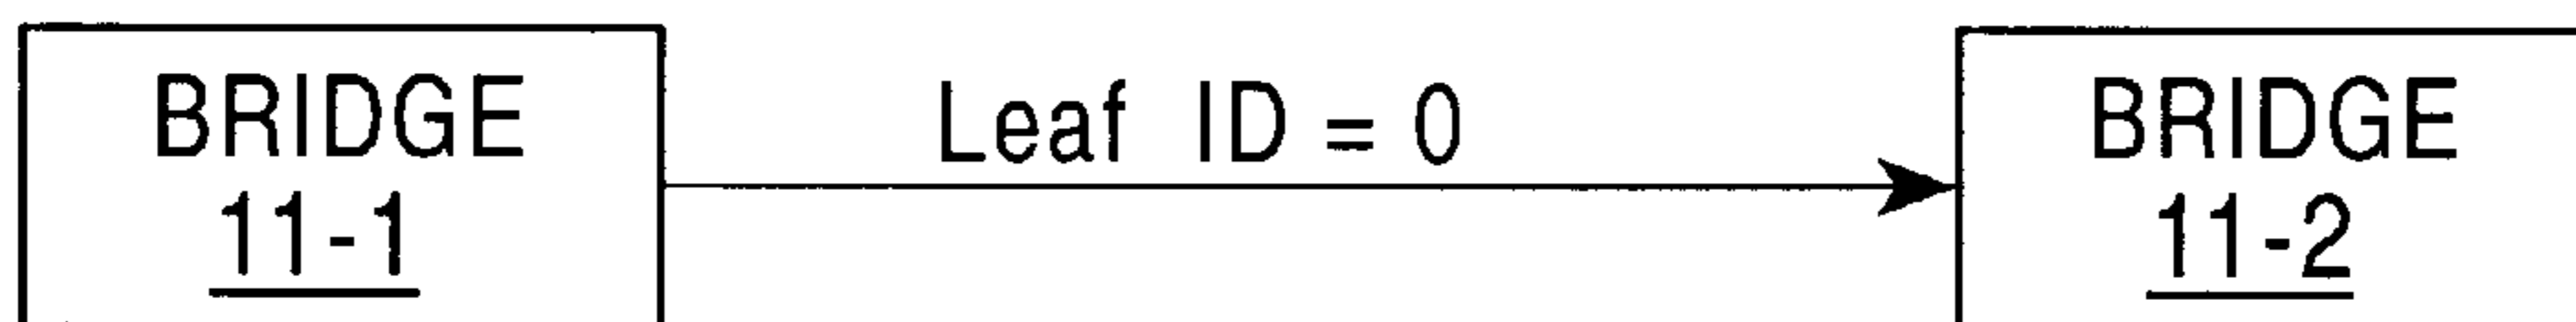 BRIDGE
11-1
Leaf ID = 0
BRIDGE
11-2